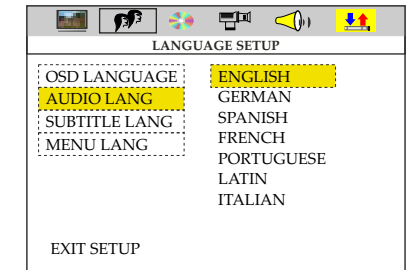 LANGUAGE SETUP
OSD LANGUAGE
AUDIO LANG
SUBTITLE LANG
MENU LANG
ENGLISH
GERMAN
SPANISH
FRENCH
PORTUGUESE
LATIN
ITALIAN
EXIT SETUP